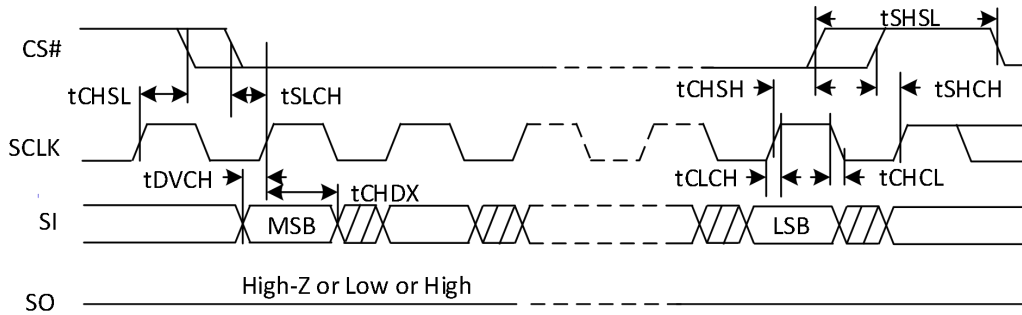 tSHSL
CS#
tCHSL
tSLCH
tCHSH
tSHCH
SCLK
tDVCH
tCHDX
tCLCH
tCHCL
SI
MSB
LSB
High-Z or Low or High
SO